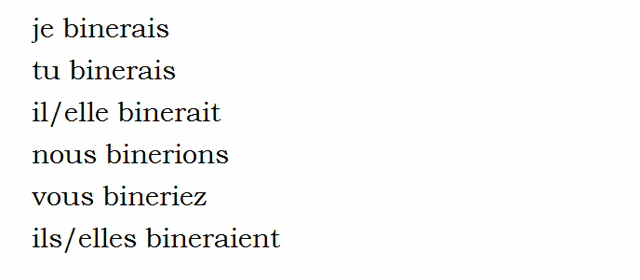 je binerais
tu binerais
il/elle binerait
nous binerions
vous bineriez
ils/elles bineraient